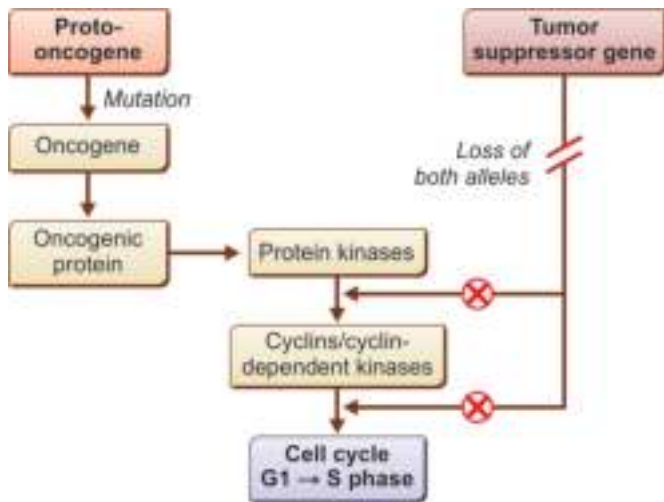 Proto-
oncogene
Tumor
suppressor gene
Mutation
Oncogene
Loss of
both alleles
Oncogenic
protein
Protein kinases
Cyclins/cyclin-
dependent kinases
Cell cycle
G1 → S phase